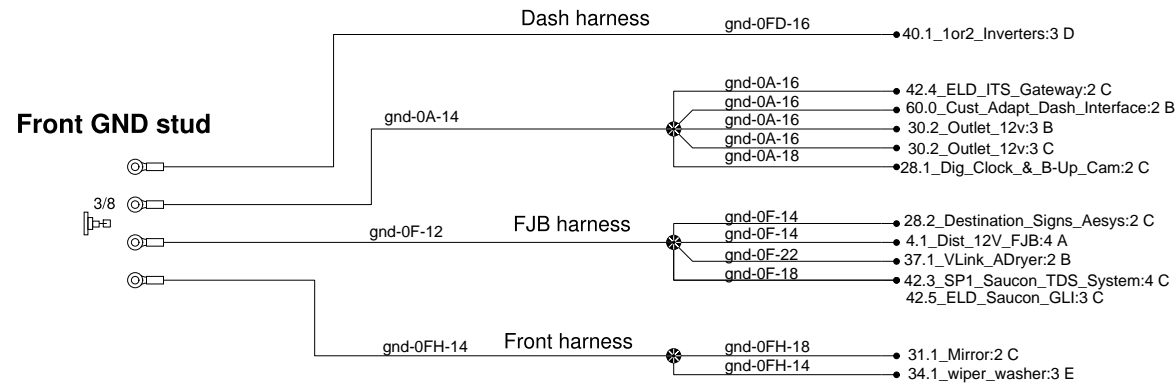 Dash harness
gnd-0FD-16
40.1_1or2_Inverters:3 D
gnd-0A-16
42.4_ELD_ITS_Gateway:2 C
gnd-0A-16
60.0_Cust_Adapt_Dash_Interface:2 B
Front GND stud
gnd-0A-14
gnd-0A-16
30.2_Outlet_12v:3 B
gnd-0A-16
30.2_Outlet_12v:3 C
gnd-0A-18
28.1_Dig_Clock_&_B-Up_Cam:2 C
3/8
FJB harness
gnd-0F-14
28.2_Destination_Signs_Aesys:2 C
gnd-0F-12
gnd-0F-14
4.1_Dist_12V_FJB:4 A
gnd-0F-22
37.1_VLink_ADryer:2 B
gnd-0F-18
42.3_SP1_Saucon_TDS_System:4 C
42.5_ELD_Saucon_GLI:3 C
gnd-0FH-14
Front harness
gnd-0FH-18
31.1_Mirror:2 C
gnd-0FH-14
34.1_wiper_washer:3 E